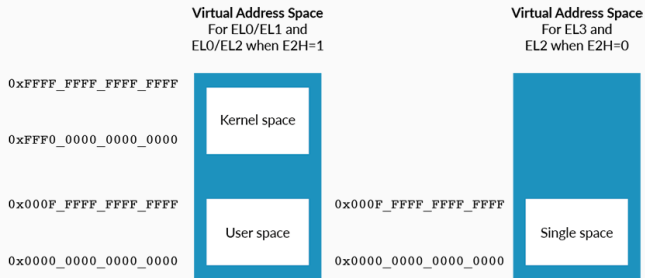 Virtual Address Space
For EL0/EL1 and
EL0/EL2 when E2H=1
Virtual Address Space
For EL3 and
EL2 when E2H=0
0xFFFF_FFFF_FFFF_FFFF
Kernel space
0xFFF0_0000_0000_0000
0x000F_FFFF_FFFF_FFFF
User space
0x0000_0000_0000_0000
0x000F_FFFF_FFFF_FFFF
Single space
0x0000_0000_0000_0000